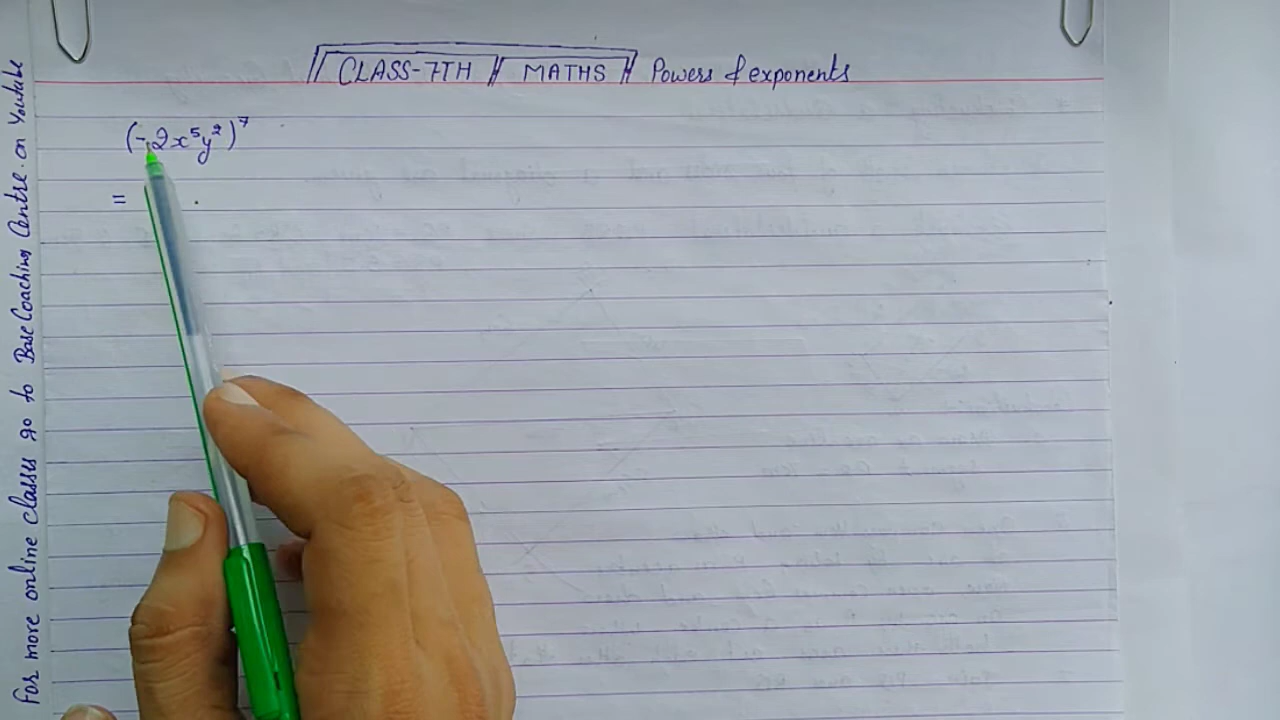 CLASS-7TH // MATHS // Powers & exponents
(-2x⁵y²)⁷
=
For more online classes go to Base Coaching Centre on Youtube